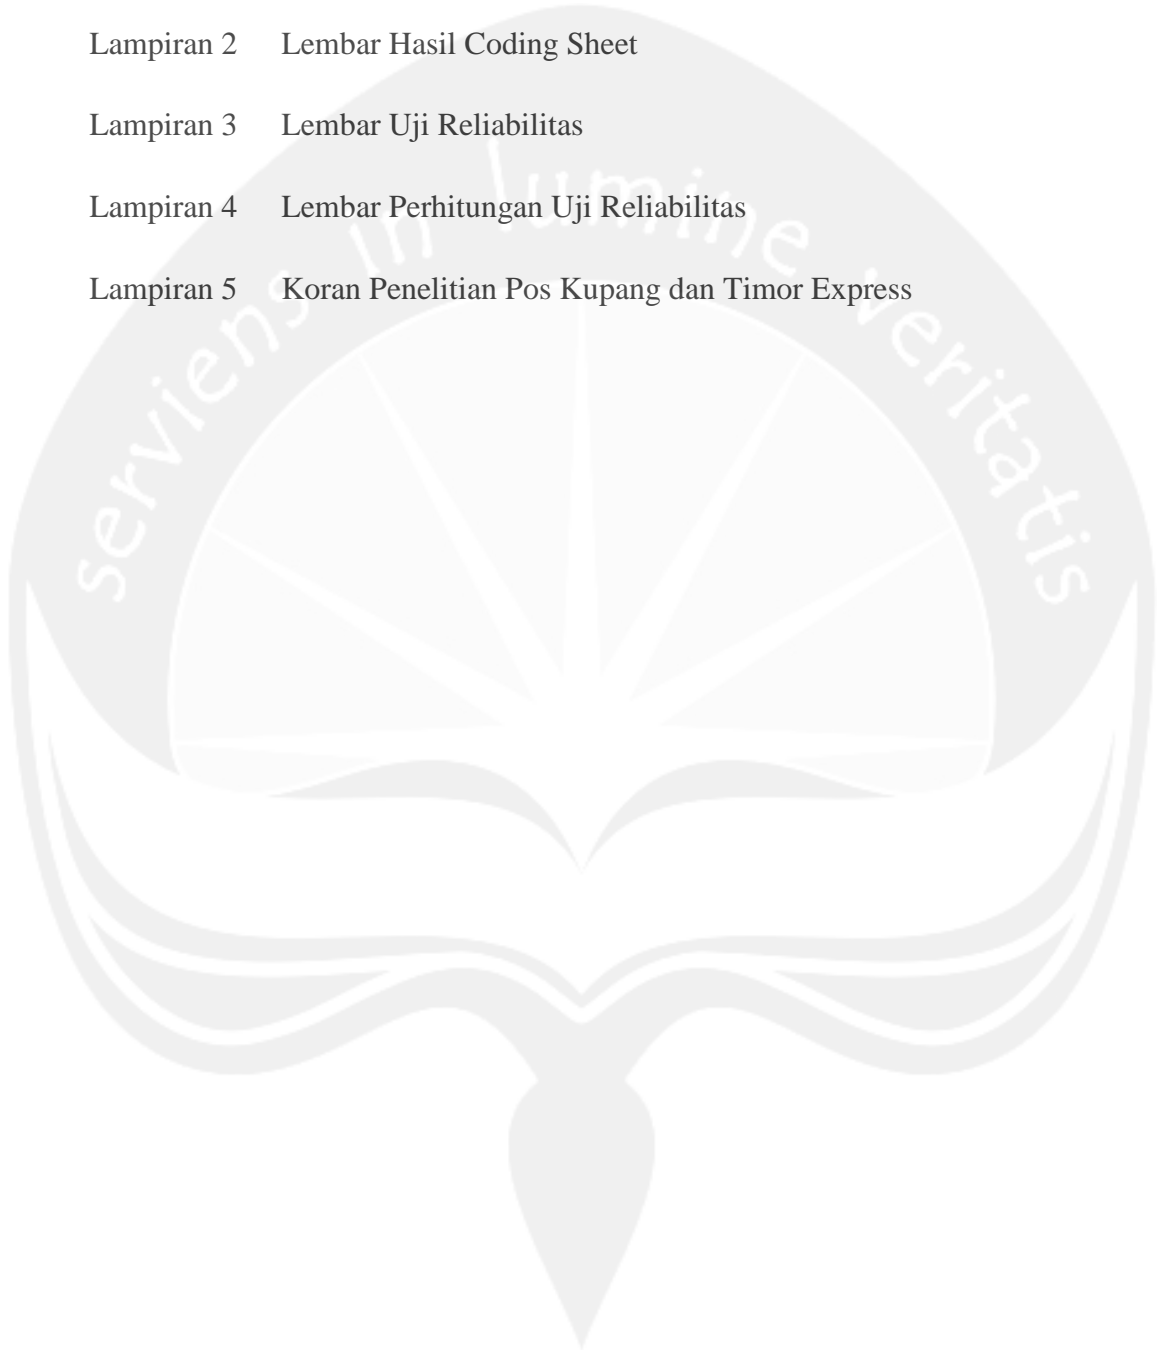 Lampiran 2 Lembar Hasil Coding Sheet
Lampiran 3 Lembar Uji Reliabilitas
Lampiran 4 Lembar Perhitungan Uji Reliabilitas
Lampiran 5 Koran Penelitian Pos Kupang dan Timor Express
serviens in lumine veritatis